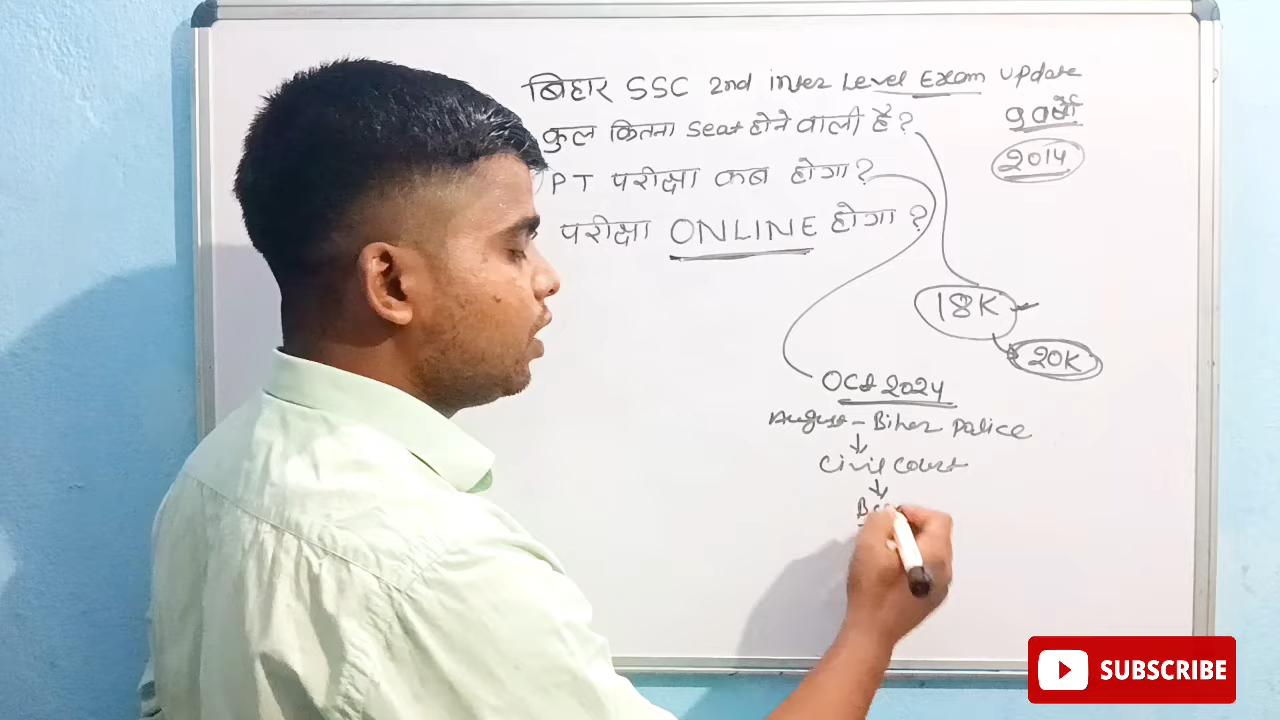 बिहार SSC 2nd inter Level Exam update
9 वर्षो
कुल कितना seat होने वाली है?
2014
PT परीक्षा कब होगा?
परीक्षा ONLINE होगा?
18K
20K
Oct 2024
August - Biher police
civil court
SUBSCRIBE